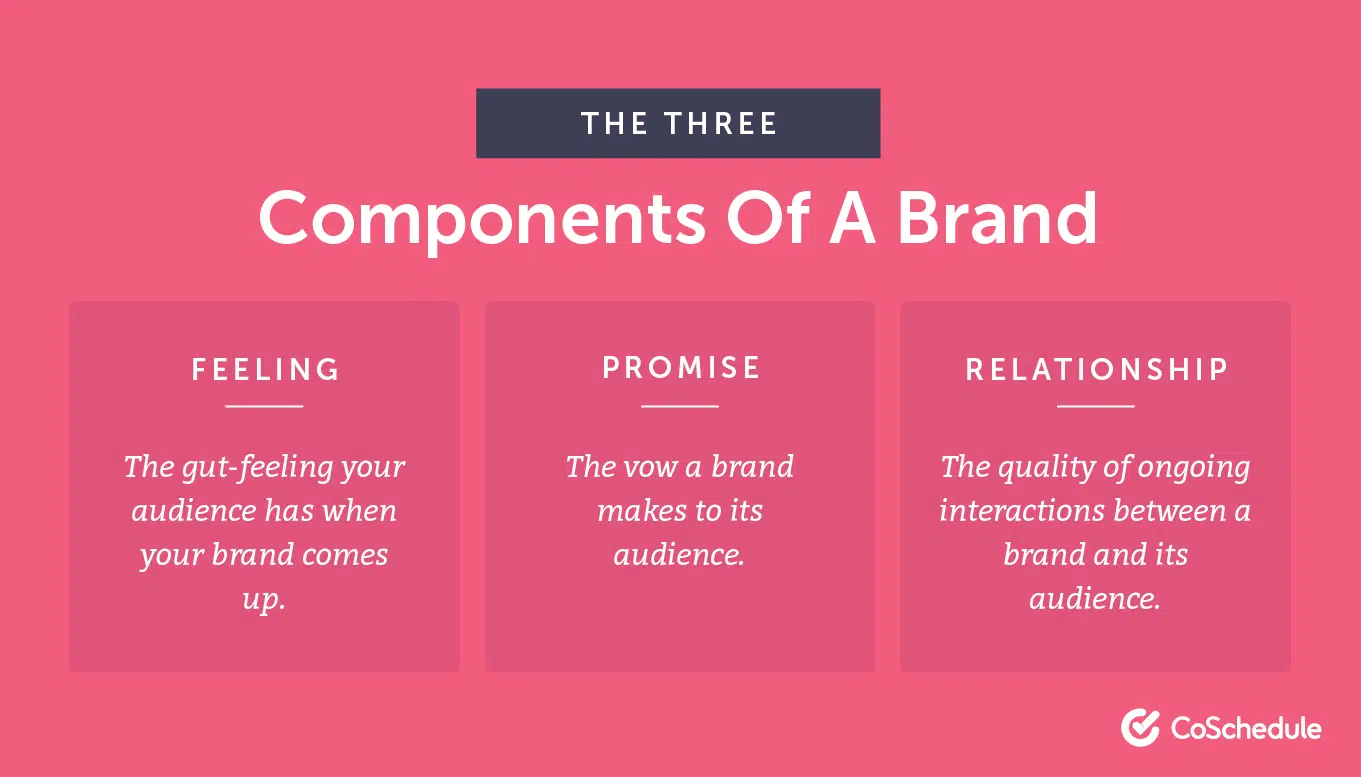 THE THREE
Components Of A Brand
FEELING
The gut-feeling your
audience has when
your brand comes
up.
PROMISE
The vow a brand
makes to its
audience.
RELATIONSHIP
The quality of ongoing
interactions between a
brand and its
audience.
CoSchedule